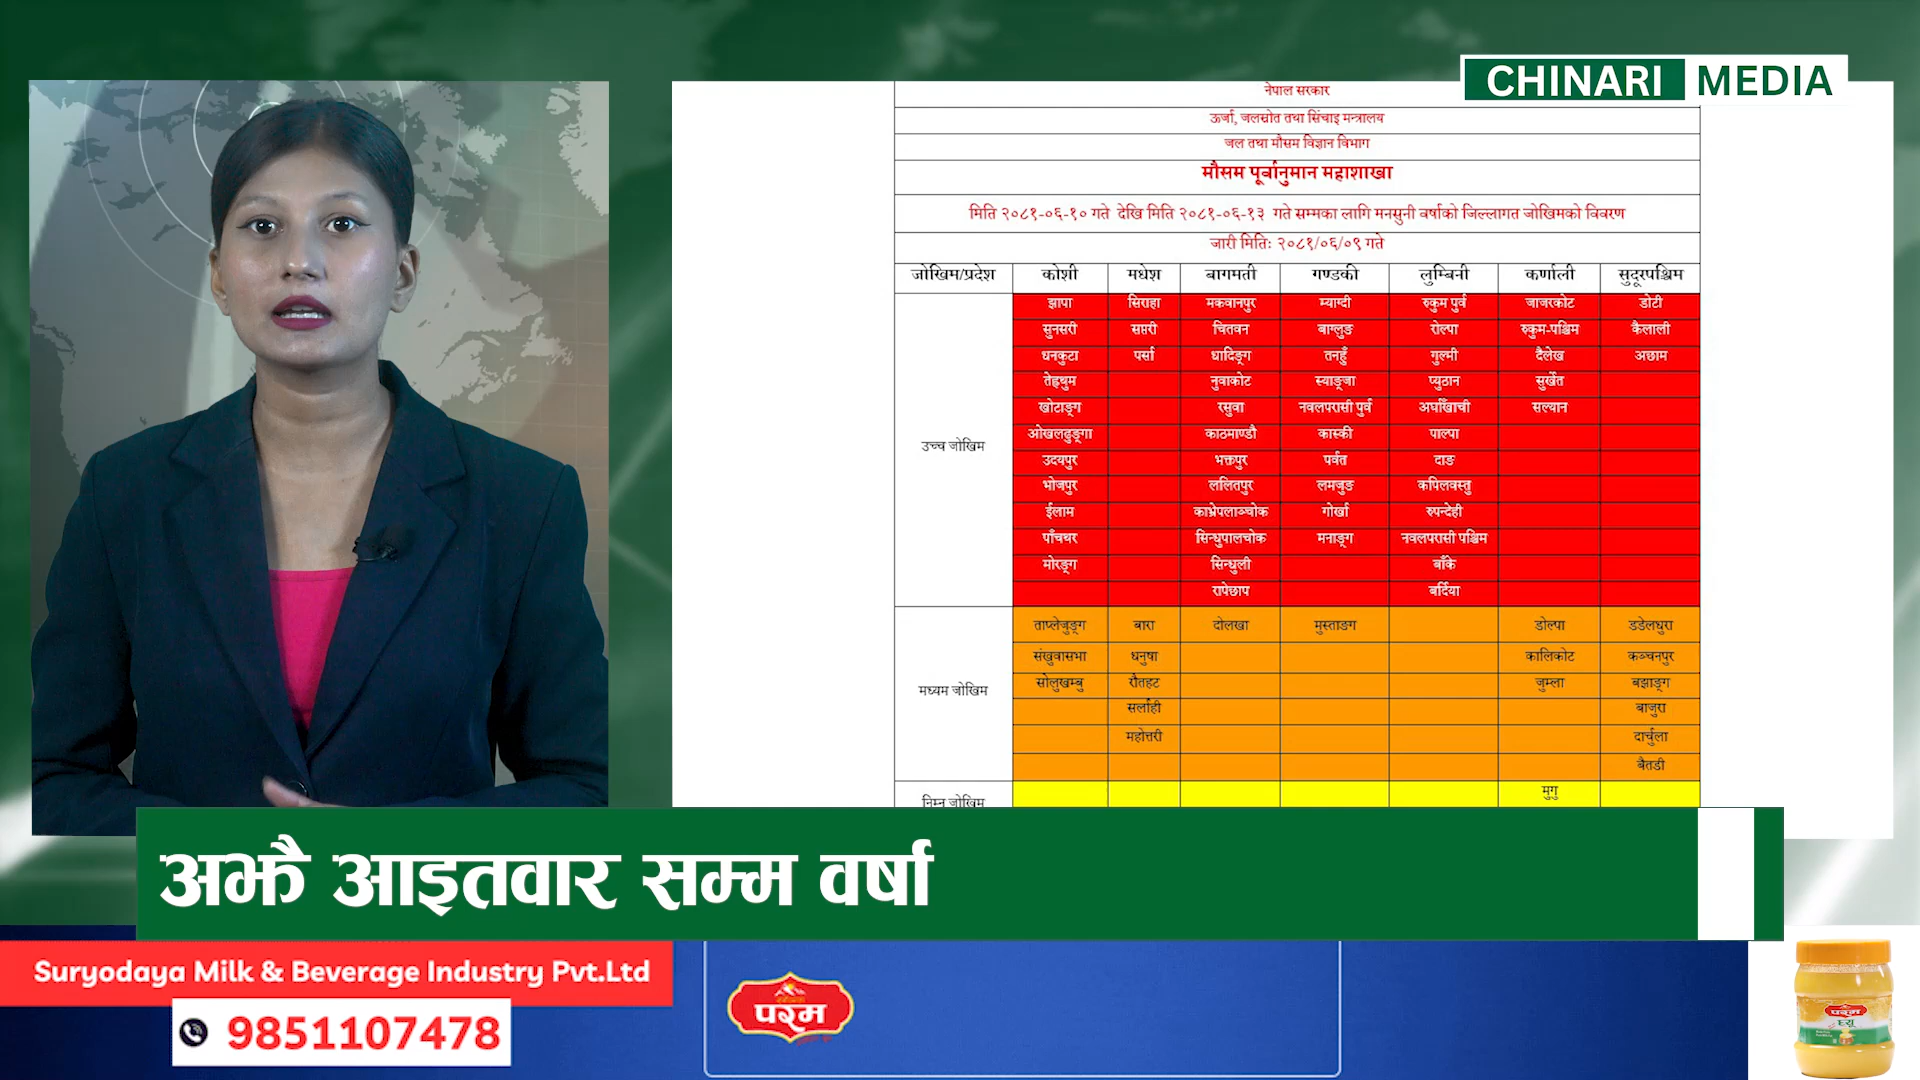 CHINARI MEDIA
नेपाल सरकार
ऊर्जा, जलस्रोत तथा सिंचाइ मन्त्रालय
जल तथा मौसम विज्ञान विभाग
मौसम पूर्वानुमान महाशाखा
मिति २०८१-०६-१० गते देखि मिति २०८१-०६-१३ गते सम्मका लागि मनसुनी वर्षाको जिल्लागत जोखिमको विवरण
जारी मितिः २०८१/०६/०९ गते
जोखिम/प्रदेश कोशी मधेश बागमती गण्डकी लुम्बिनी कर्णाली सुदूरपश्चिम
झापा सिराहा मकवानपुर म्याग्दी रुकुम पुर्व जाजरकोट डोटी
सुनसरी सप्तरी चितवन बाग्लुङ रोल्पा रुकुम-पश्चिम कैलाली
धनकुटा पर्सा धादिङ्ग तनहुँ गुल्मी दैलेख अछाम
तेह्रथुम नुवाकोट स्याङ्जा प्युठान सुर्खेत
खोटाङ्ग रसुवा नवलपरासी पुर्व अर्घाखाँची सल्यान
ओखलढुङ्गा काठमाण्डौ कास्की पाल्पा
उच्च जोखिम
उदयपुर भक्तपुर पर्वत दाङ
भोजपुर ललितपुर लमजुङ कपिलवस्तु
ईलाम काभ्रेपलाञ्चोक गोर्खा रुपन्देही
पाँचथर सिन्धुपालचोक मनाङ्ग नवलपरासी पश्चिम
मोरङ्ग सिन्धुली बाँके
रापेछाप बर्दिया
ताप्लेजुङ्ग बारा दोलखा मुस्ताङग डोल्पा डडेलधुरा
संखुवासभा धनुषा कालिकोट कञ्चनपुर
सोलुखम्बु रौतहट जुम्ला बझाङ्ग
मध्यम जोखिम
सर्लाही बाजुरा
महोत्तरी दार्चुला
बैतडी
निम्न जोखिम मुगु
अझै आइतवार सम्म वर्षा
Suryodaya Milk & Beverage Industry Pvt.Ltd
9851107478
परम
परम
घ्यू